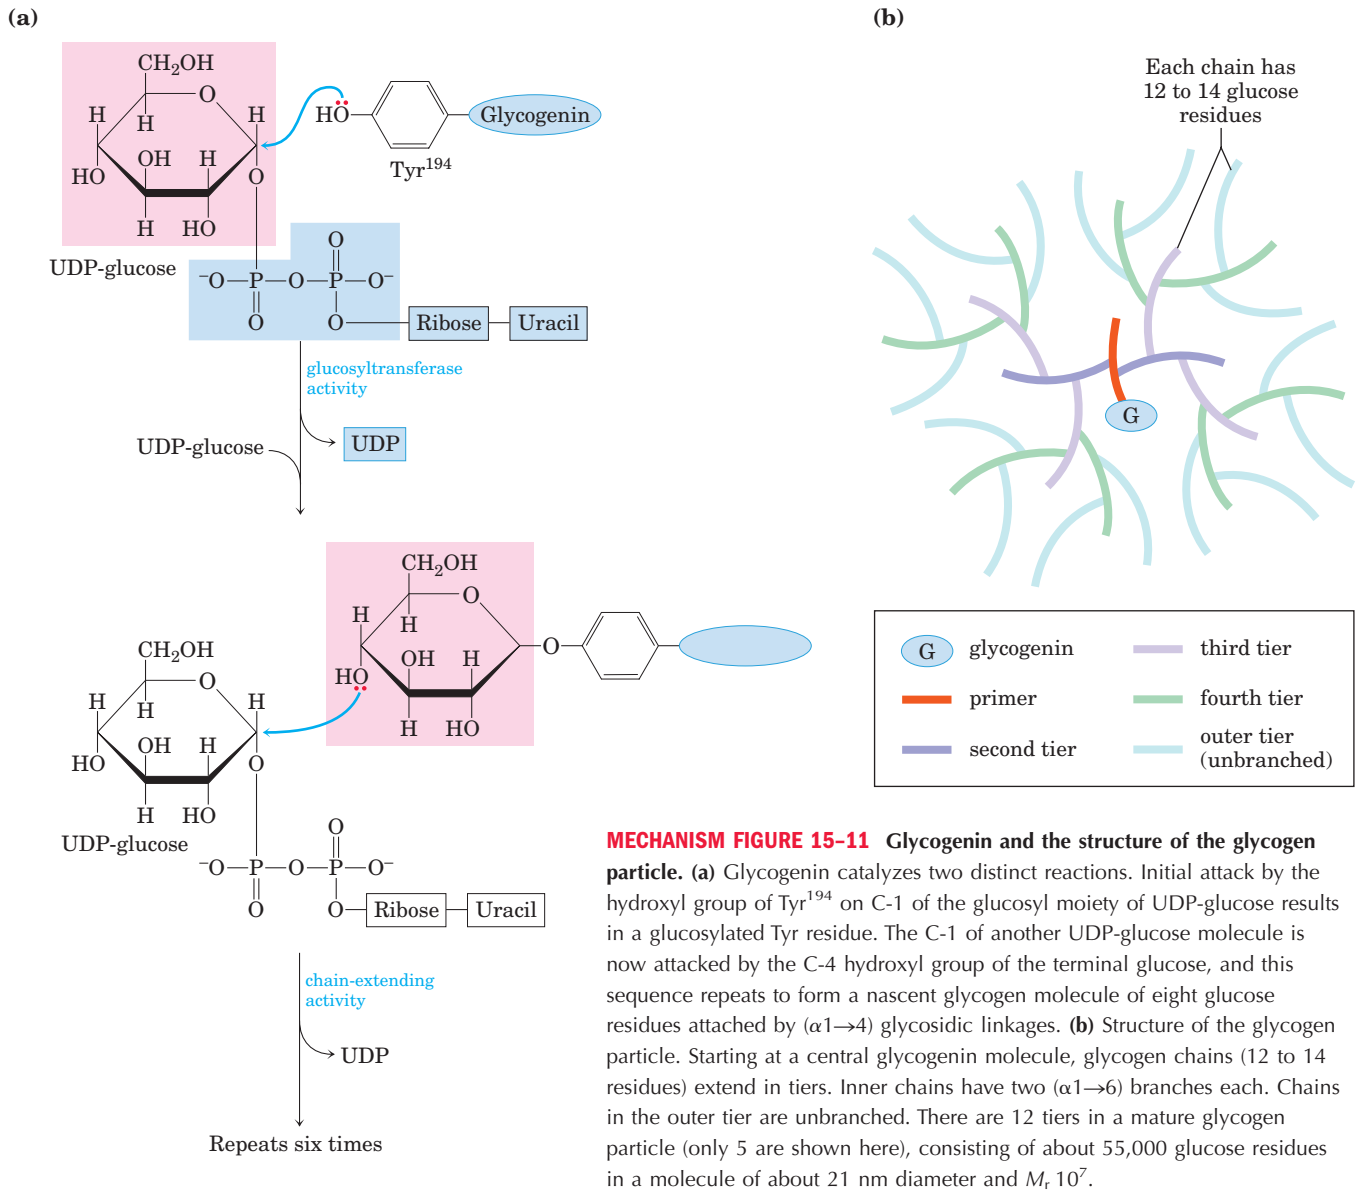 (a)
CH₂OH
O
H
H
H
HO
OH
H
O
H
HO
UDP-glucose
HÖ
Glycogenin
Tyr¹⁹⁴
O
⁻O—P—O—P—O⁻
O
O
Ribose
Uracil
glucosyltransferase
activity
UDP-glucose
UDP
CH₂OH
O
H
H
HO
OH
H
H
HO
O
CH₂OH
O
H
H
H
HO
OH
H
O
H
HO
UDP-glucose
O
⁻O—P—O—P—O⁻
O
O
Ribose
Uracil
chain-extending
activity
UDP
Repeats six times
(b)
Each chain has
12 to 14 glucose
residues
G
G
glycogenin
primer
second tier
third tier
fourth tier
outer tier
(unbranched)
MECHANISM FIGURE 15–11 Glycogenin and the structure of the glycogen
particle. (a) Glycogenin catalyzes two distinct reactions. Initial attack by the
hydroxyl group of Tyr¹⁹⁴ on C-1 of the glucosyl moiety of UDP-glucose results
in a glucosylated Tyr residue. The C-1 of another UDP-glucose molecule is
now attacked by the C-4 hydroxyl group of the terminal glucose, and this
sequence repeats to form a nascent glycogen molecule of eight glucose
residues attached by (α1→4) glycosidic linkages. (b) Structure of the glycogen
particle. Starting at a central glycogenin molecule, glycogen chains (12 to 14
residues) extend in tiers. Inner chains have two (α1→6) branches each. Chains
in the outer tier are unbranched. There are 12 tiers in a mature glycogen
particle (only 5 are shown here), consisting of about 55,000 glucose residues
in a molecule of about 21 nm diameter and Mᵣ 10⁷.